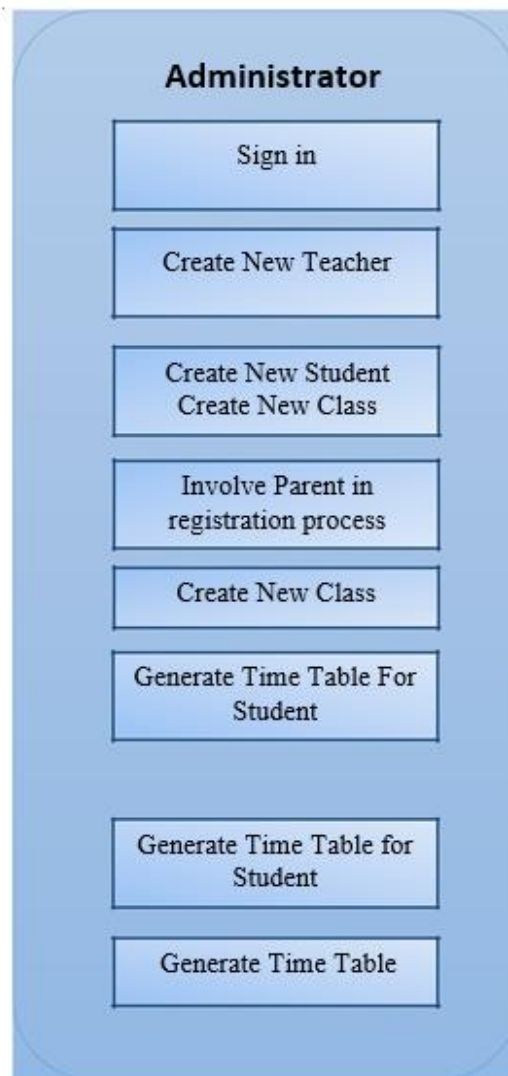 Administrator
Sign in
Create New Teacher
Create New Student
Create New Class
Involve Parent in
registration process
Create New Class
Generate Time Table For
Student
Generate Time Table for
Student
Generate Time Table